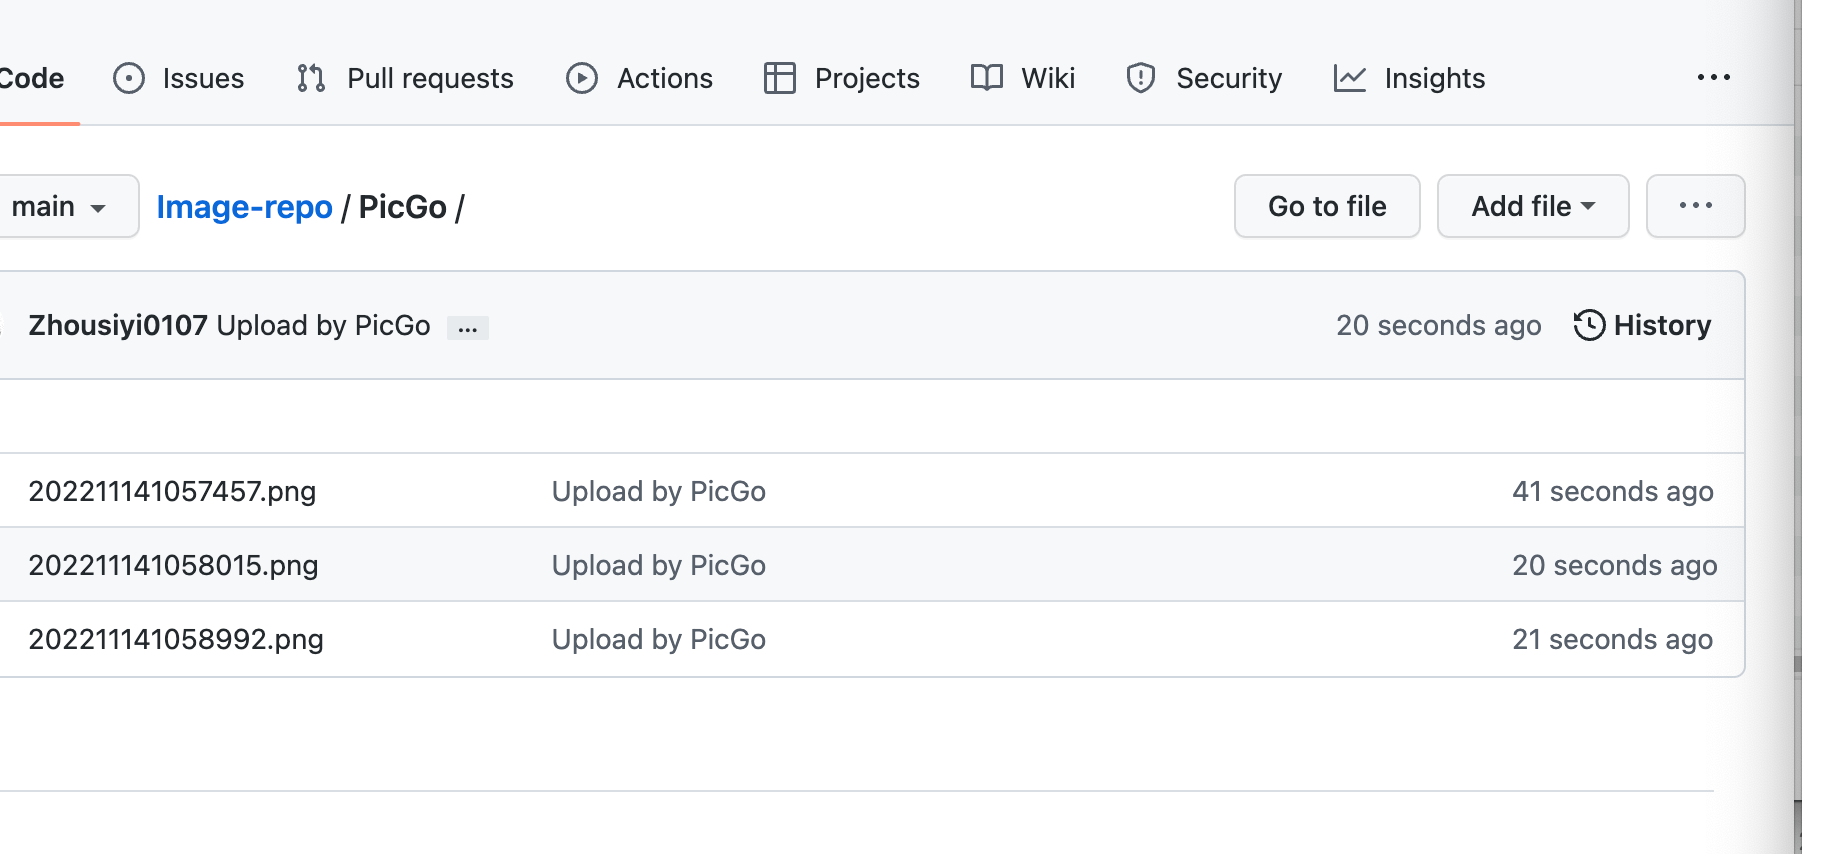 Code Issues Pull requests Actions Projects Wiki Security Insights ...
main Image-repo / PicGo / Go to file Add file ...
Zhousiyi0107 Upload by PicGo ... 20 seconds ago History
202211141057457.png Upload by PicGo 41 seconds ago
202211141058015.png Upload by PicGo 20 seconds ago
202211141058992.png Upload by PicGo 21 seconds ago